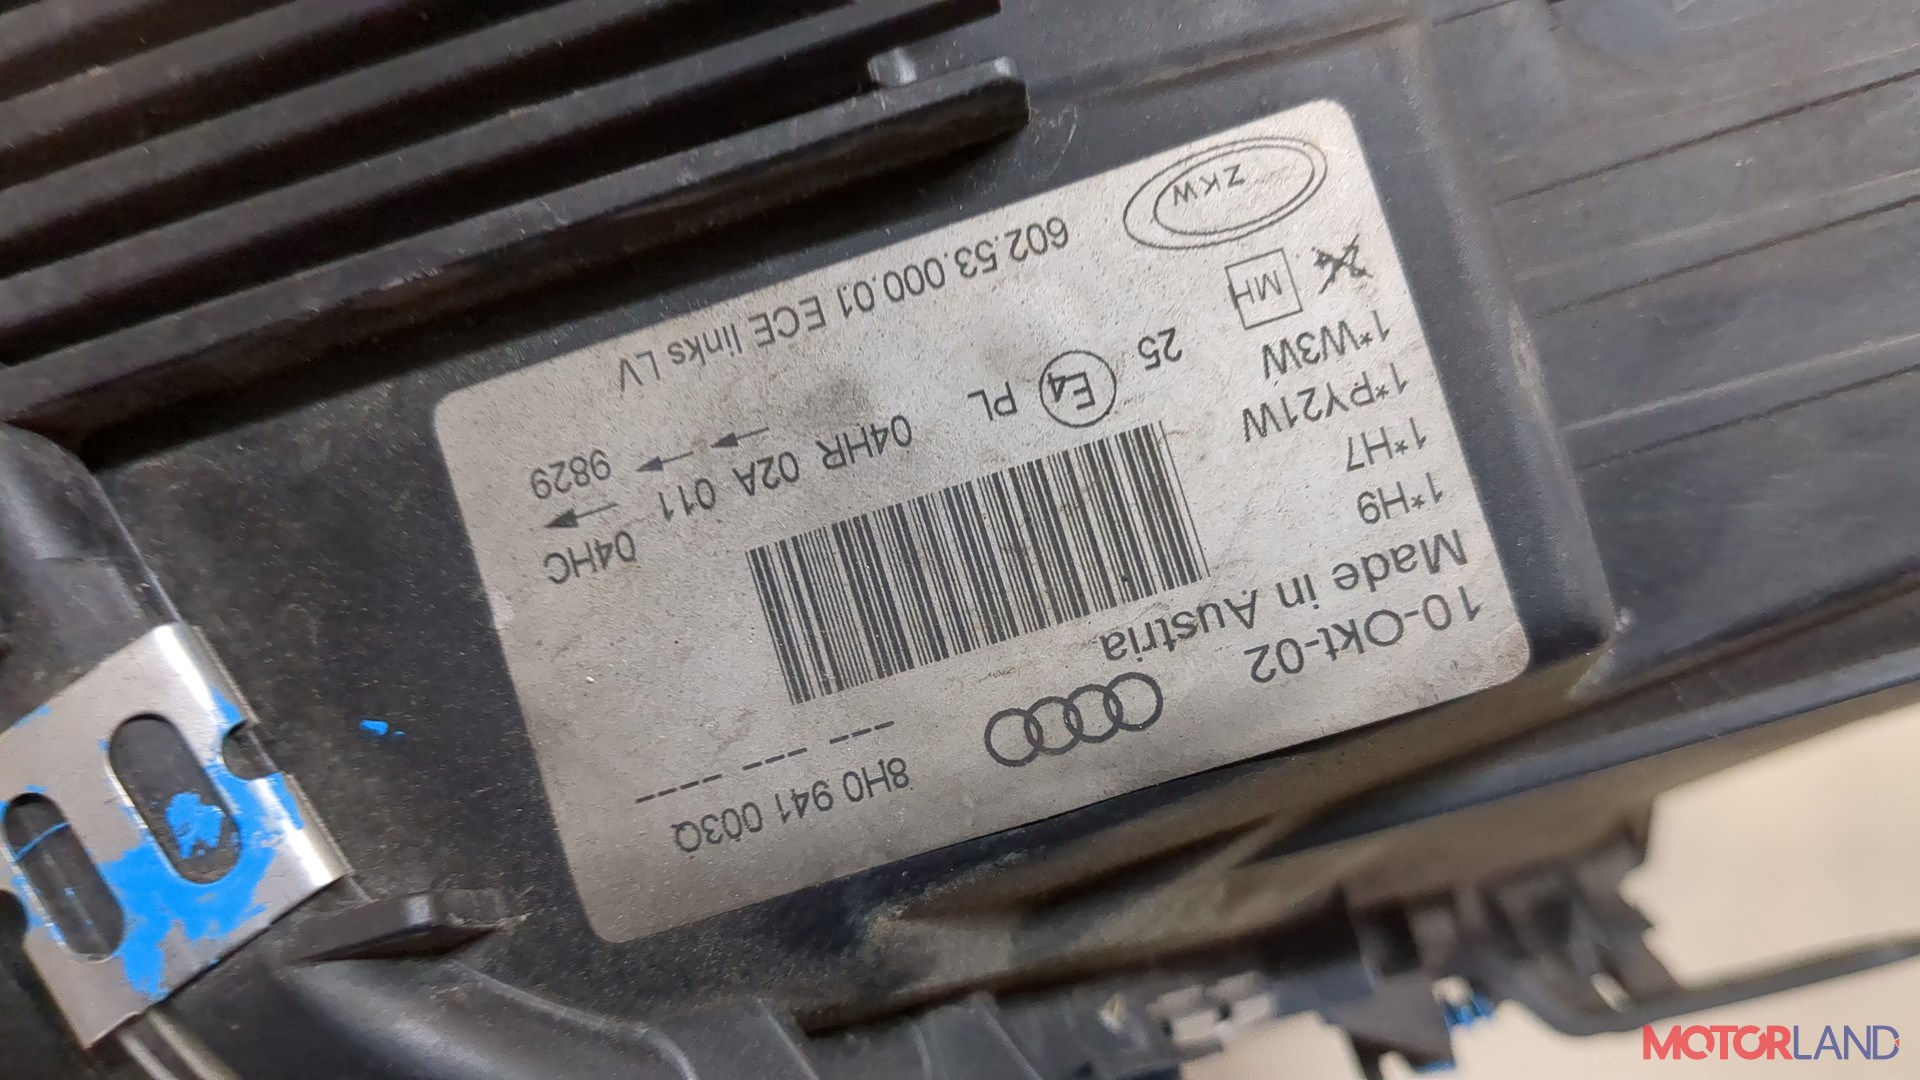 8H0 941 003Q
---- --- ---
10-Okt-02
Made in Austria
1*H9
1*H7
1*PY21W
1*W3W
MH
04HC
04HR 02A 011 9829
25 E4 PL
602.53.000.01 ECE links LV
ZKW
MOTORLAND